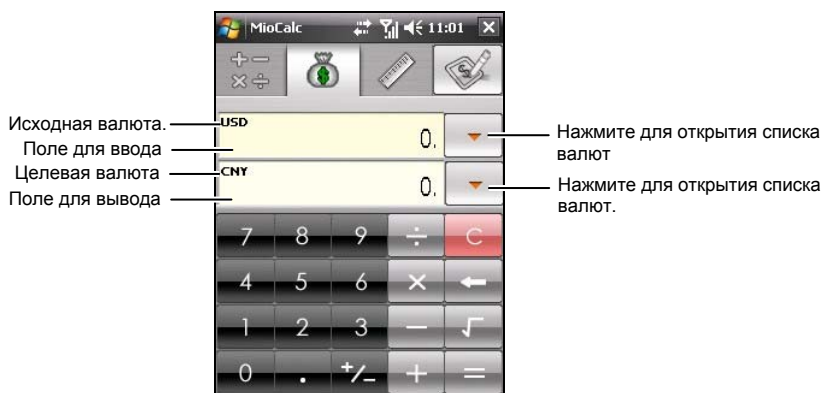 MioCalc 11:01
Исходная валюта.
USD
Поле для ввода
0.
Нажмите для открытия списка
валют
Целевая валюта
CNY
Поле для вывода
0.
Нажмите для открытия списка
валют.
7 8 9 ÷ C
4 5 6 × ←
1 2 3 − √
0 . +/− + =